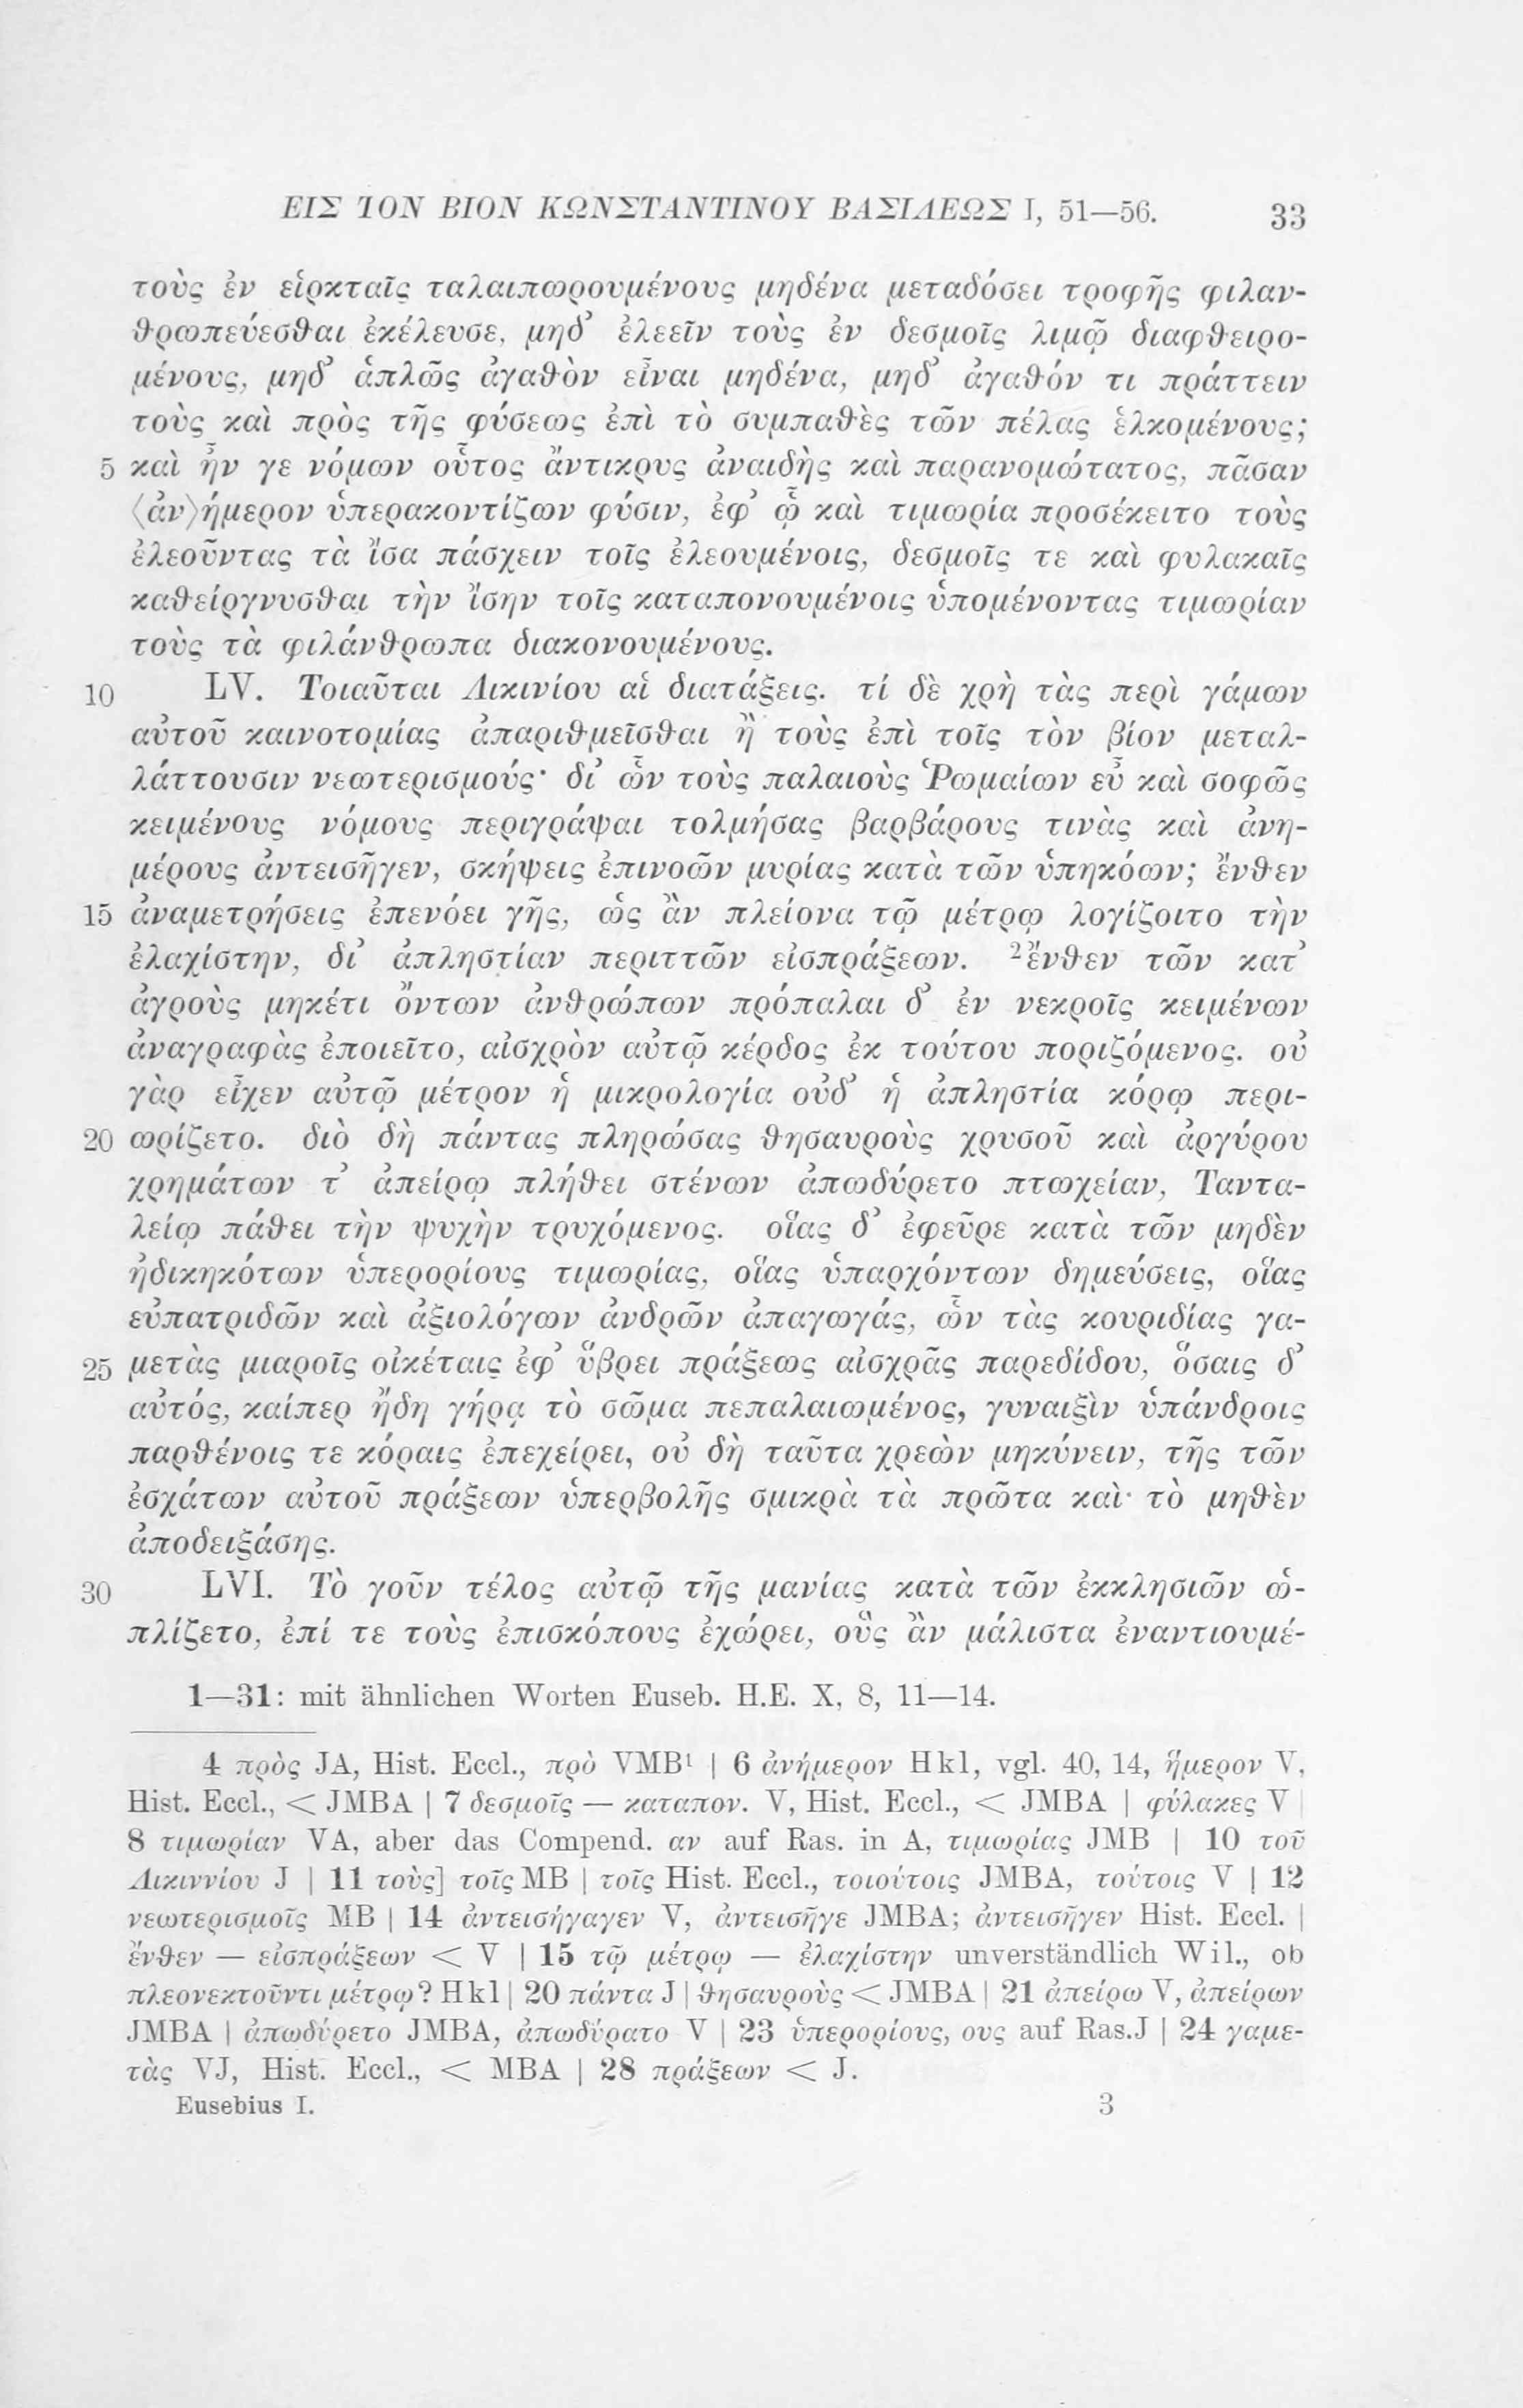 ΕΙΣ ΤΟΝ ΒΙΟΝ ΚΩΝΣΤΑΝΤΙΝΟΥ ΒΑΣΙΛΕΩΣ I, 51—56. 33
τοὺς ἐν εἱρκταῖς ταλαιπωρουμένους μηδένα μεταδόσει τροφῆς φιλαν-
θρωπεύεσθαι ἐκέλευσε, μηδ’ ἐλεεῖν τοὺς ἐν δεσμοῖς λιμῷ διαφθειρο-
μένους, μηδ’ ἁπλῶς ἀγαθὸν εἶναι μηδένα, μηδ’ ἀγαθόν τι πράττειν
τοὺς καὶ πρὸς τῆς φύσεως ἐπὶ τὸ συμπαθὲς τῶν πέλας ἑλκομένους;
5 καὶ ἦν γε νόμων οὗτος ἄντικρυς ἀναιδὴς καὶ παρανομώτατος, πᾶσαν
〈ἀν〉ήμερον ὑπερακοντίζων φύσιν, ἐφ’ ᾧ καὶ τιμωρία προσέκειτο τοὺς
ἐλεοῦντας τὰ ἴσα πάσχειν τοῖς ἐλεουμένοις, δεσμοῖς τε καὶ φυλακαῖς
καθείργνυσθαι τὴν ἴσην τοῖς καταπονουμένοις ὑπομένοντας τιμωρίαν
τοὺς τὰ φιλάνθρωπα διακονουμένους.
10 LV. Τοιαῦται Λικινίου αἱ διατάξεις. τί δὲ χρὴ τὰς περὶ γάμων
αὐτοῦ καινοτομίας ἀπαριθμεῖσθαι ἢ τοὺς ἐπὶ τοῖς τὸν βίον μεταλ-
λάττουσιν νεωτερισμούς· δι’ ὧν τοὺς παλαιοὺς Ῥωμαίων εὖ καὶ σοφῶς
κειμένους νόμους περιγράψαι τολμήσας βαρβάρους τινὰς καὶ ἀνη-
μέρους ἀντεισῆγεν, σκήψεις ἐπινοῶν μυρίας κατὰ τῶν ὑπηκόων; ἔνθεν
15 ἀναμετρήσεις ἐπενόει γῆς, ὡς ἂν πλείονα τῷ μέτρῳ λογίζοιτο τὴν
ἐλαχίστην, δι’ ἀπληστίαν περιττῶν εἰσπράξεων. ²ἔνθεν τῶν κατ’
ἀγροὺς μηκέτι ὄντων ἀνθρώπων πρόπαλαι δ’ ἐν νεκροῖς κειμένων
ἀναγραφὰς ἐποιεῖτο, αἰσχρὸν αὐτῷ κέρδος ἐκ τούτου ποριζόμενος. οὐ
γὰρ εἶχεν αὐτῷ μέτρον ἡ μικρολογία οὐδ’ ἡ ἀπληστία κόρῳ περι-
20 ωρίζετο. διὸ δὴ πάντας πληρώσας θησαυροὺς χρυσοῦ καὶ ἀργύρου
χρημάτων τ’ ἀπείρῳ πλήθει στένων ἀπωδύρετο πτωχείαν, Ταντα-
λείῳ πάθει τὴν ψυχὴν τρυχόμενος. οἵας δ’ ἐφεῦρε κατὰ τῶν μηδὲν
ἠδικηκότων ὑπερορίους τιμωρίας, οἵας ὑπαρχόντων δημεύσεις, οἵας
εὐπατριδῶν καὶ ἀξιολόγων ἀνδρῶν ἀπαγωγάς, ὧν τὰς κουριδίας γα-
25 μετὰς μιαροῖς οἰκέταις ἐφ’ ὕβρει πράξεως αἰσχρᾶς παρεδίδου, ὅσαις δ’
αὐτός, καίπερ ἤδη γήρᾳ τὸ σῶμα πεπαλαιωμένος, γυναιξὶν ὑπάνδροις
παρθένοις τε κόραις ἐπεχείρει, οὐ δὴ ταῦτα χρεὼν μηκύνειν, τῆς τῶν
ἐσχάτων αὐτοῦ πράξεων ὑπερβολῆς σμικρὰ τὰ πρῶτα καὶ τὸ μηθὲν
ἀποδειξάσης.
30 LVI. Τὸ γοῦν τέλος αὐτῷ τῆς μανίας κατὰ τῶν ἐκκλησιῶν ὡ-
πλίζετο, ἐπί τε τοὺς ἐπισκόπους ἐχώρει, οὓς ἂν μάλιστα ἐναντιουμέ-
1—31: mit ähnlichen Worten Euseb. H.E. X, 8, 11—14.
4 πρὸς JA, Hist. Eccl., πρὸ VMB¹ | 6 ἀνήμερον Hkl, vgl. 40, 14, ἥμερον V,
Hist. Eccl., < JMBA | 7 δεσμοῖς — καταπον. V, Hist. Eccl., < JMBA | φύλακες V |
8 τιμωρίαν VA, aber das Compend. αν auf Ras. in A, τιμωρίας JMB | 10 τοῦ
Λικιννίου J | 11 τοὺς] τοῖς MB | τοῖς Hist. Eccl., τοιούτοις JMBA, τούτοις V | 12
νεωτερισμοῖς MB | 14 ἀντεισήγαγεν V, ἀντεισῆγε JMBA; ἀντεισῆγεν Hist. Eccl. |
ἔνθεν — εἰσπράξεων < V | 15 τῷ μέτρῳ — ἐλαχίστην unverständlich Wil., ob
πλεονεκτοῦντι μέτρῳ? Hkl | 20 πάντα J | θησαυροὺς < JMBA | 21 ἀπείρω V, ἀπείρων
JMBA | ἀπωδύρετο JMBA, ἀπωδύρατο V | 23 ὑπερορίους, ους auf Ras. J | 24 γαμε-
τὰς VJ, Hist. Eccl., < MBA | 28 πράξεων < J.
Eusebius I. 3